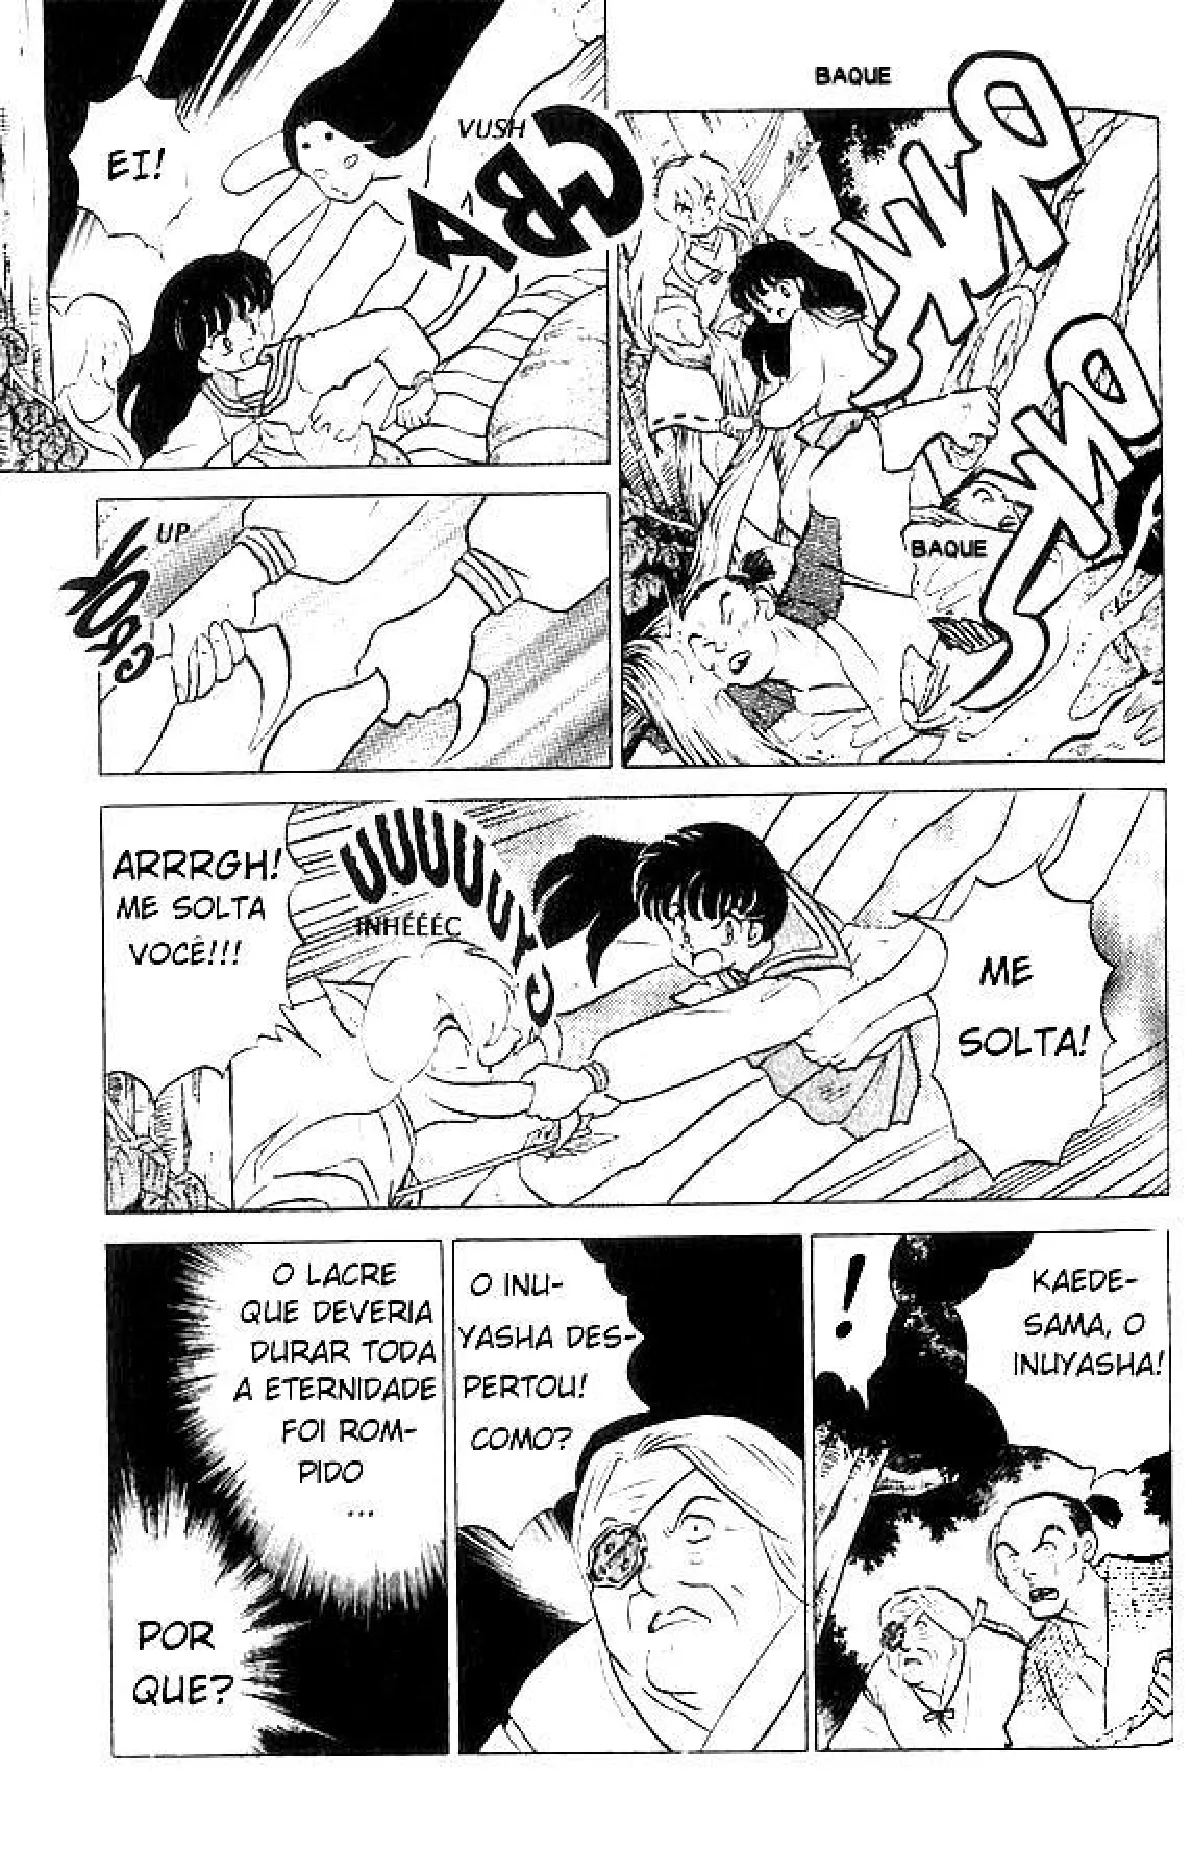 BAQUE
BAQUE
EI!
VUSH
UP
ME
SOLTA!
INHÉÉÉC
ARRRGH!
ME SOLTA
VOCÊ!!!
KAEDE-
SAMA, O
INUYASHA!
!
O INU-
YASHA DES-
PERTOU!
COMO?
O LACRE
QUE DEVERIA
DURAR TODA
A ETERNIDADE
FOI ROM-
PIDO
...
POR
QUE?